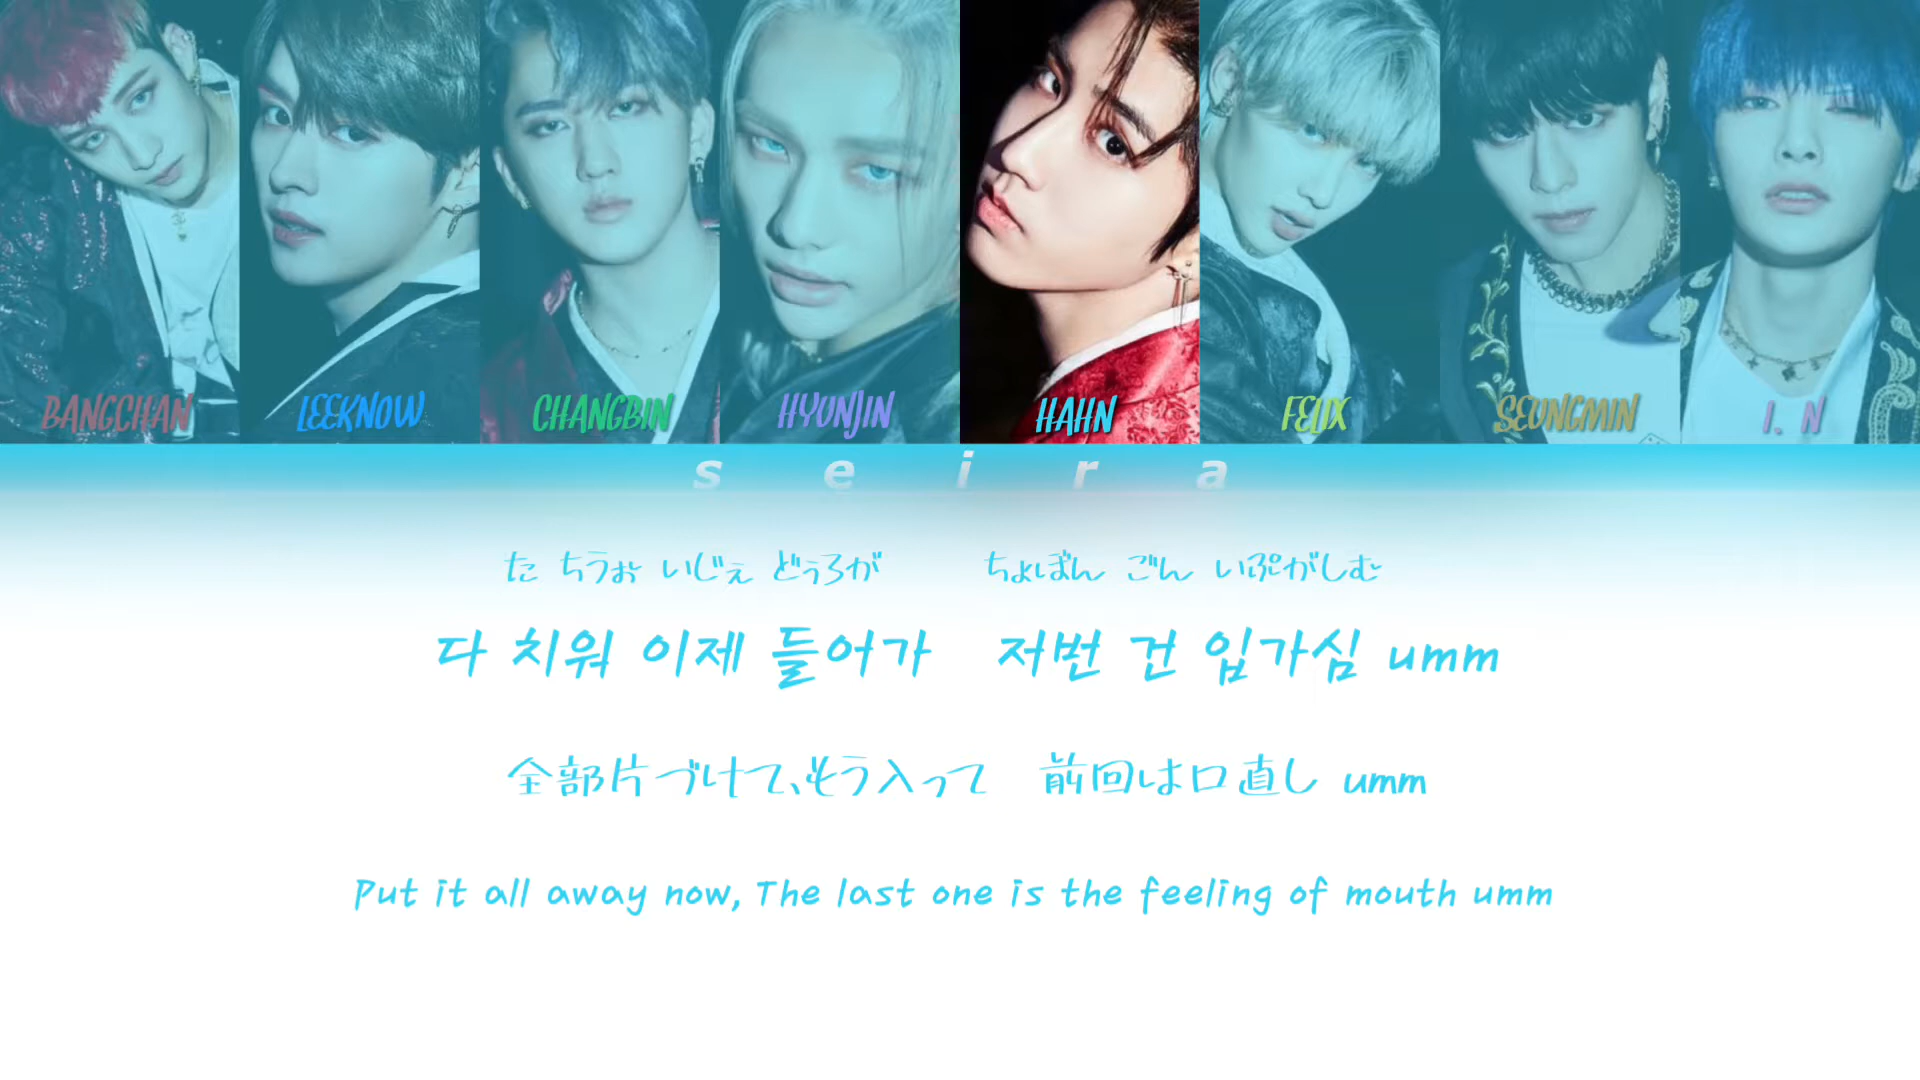 BANGCHAN LEEKNOW CHANGBIN HYUNJIN HAHN FELIX SEUNGMIN I. N
seira
た ちうぉ いじぇ どぅろが ちょぼん ごん いぷがしむ
다 치워 이제 들어가 저번 건 입가심 umm
全部片づけて、もう入って 前回は口直し umm
Put it all away now, The last one is the feeling of mouth umm